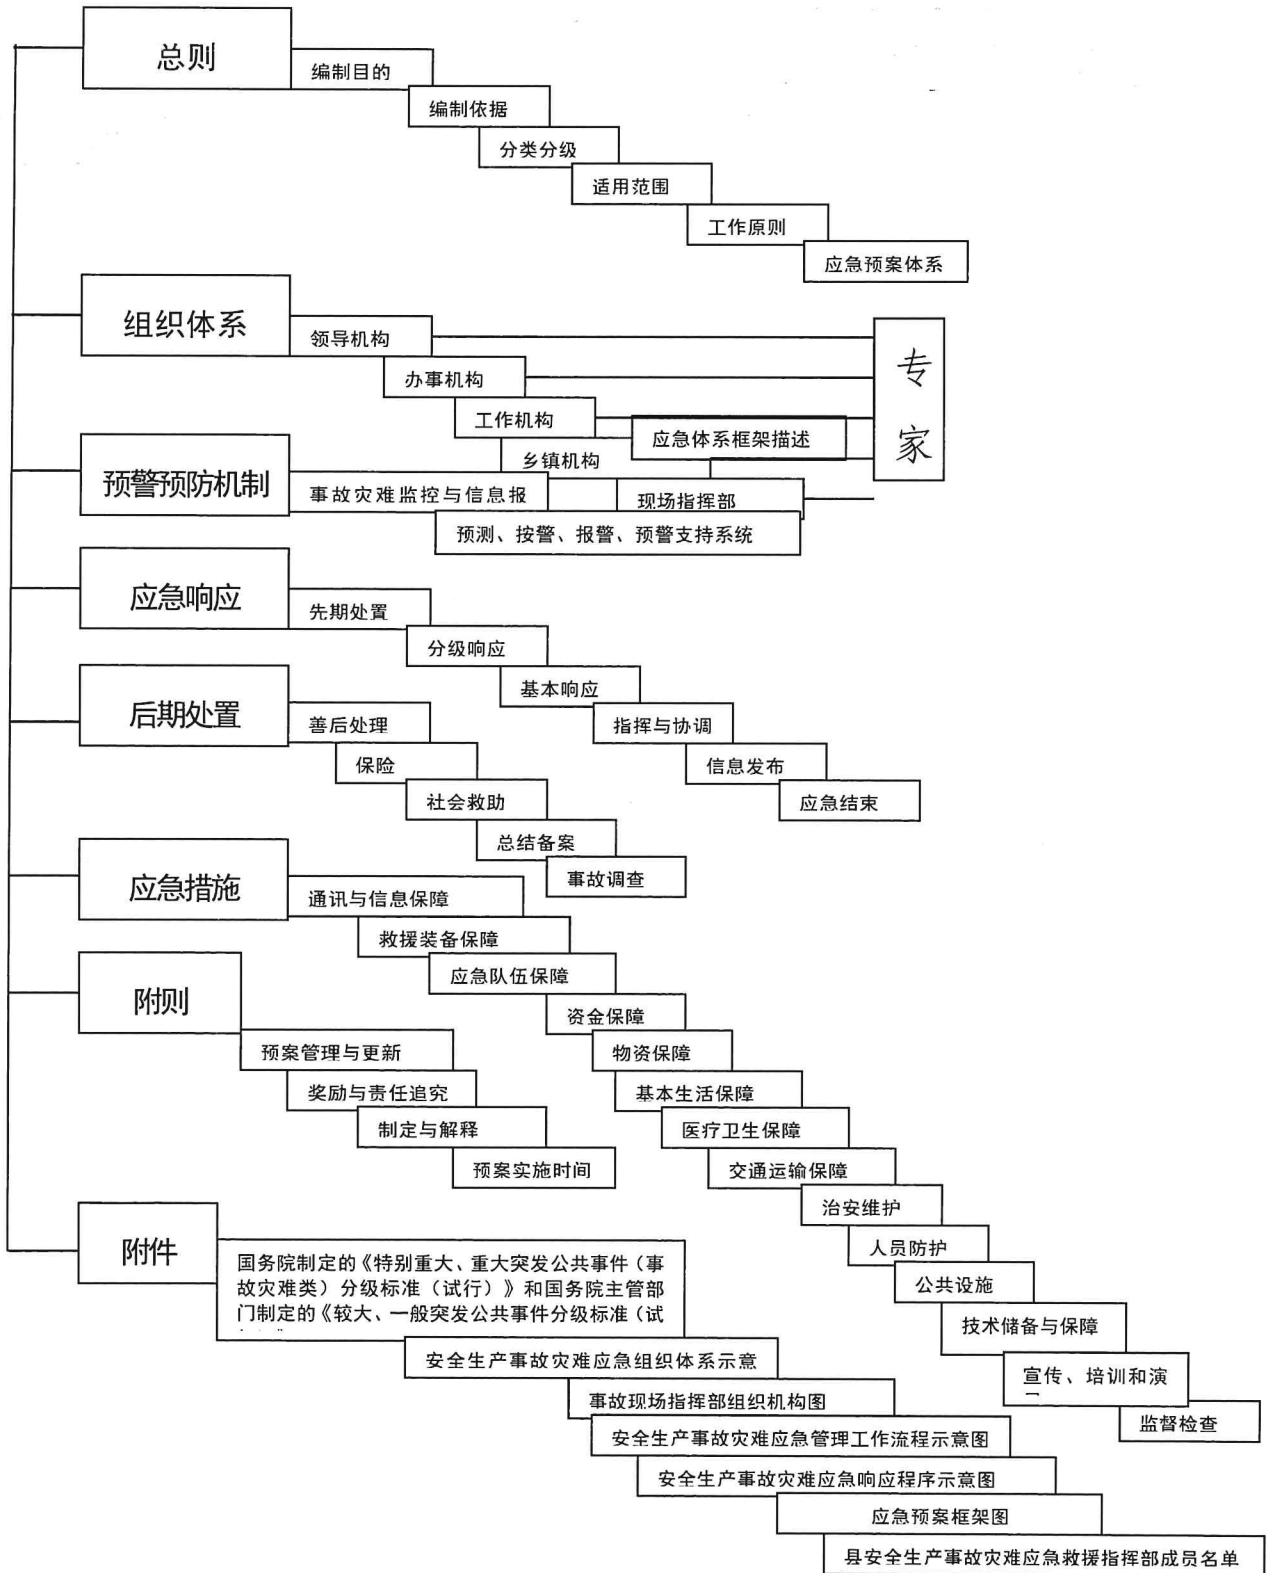 总则
编制目的
编制依据
分类分级
适用范围
工作原则
应急预案体系
组织体系
领导机构
办事机构
工作机构
应急体系框架描述
乡镇机构
现场指挥部
专
家
预警预防机制
事故灾难监控与信息报
预测、按警、报警、预警支持系统
应急响应
先期处置
分级响应
基本响应
指挥与协调
信息发布
应急结束
后期处置
善后处理
保险
社会救助
总结备案
事故调查
应急措施
通讯与信息保障
救援装备保障
应急队伍保障
资金保障
物资保障
基本生活保障
医疗卫生保障
交通运输保障
治安维护
人员防护
公共设施
技术储备与保障
宣传、培训和演
监督检查
附则
预案管理与更新
奖励与责任追究
制定与解释
预案实施时间
附件
国务院制定的《特别重大、重大突发公共事件（事
故灾难类）分级标准（试行）》和国务院主管部
门制定的《较大、一般突发公共事件分级标准（试
安全生产事故灾难应急组织体系示意
事故现场指挥部组织机构图
安全生产事故灾难应急管理工作流程示意图
安全生产事故灾难应急响应程序示意图
应急预案框架图
县安全生产事故灾难应急救援指挥部成员名单